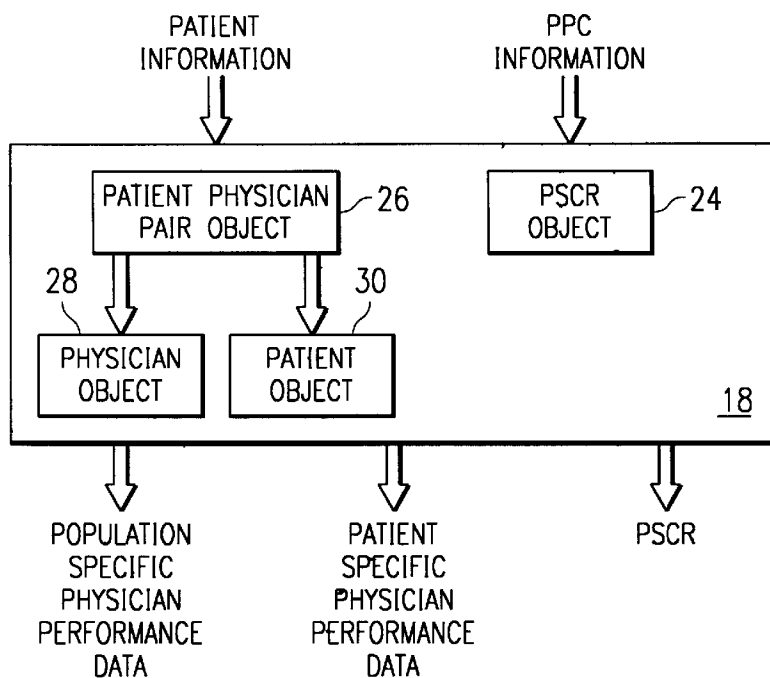 PATIENT
INFORMATION
PPC
INFORMATION
PATIENT PHYSICIAN
PAIR OBJECT
26
PSCR
OBJECT
24
28
30
PHYSICIAN
OBJECT
PATIENT
OBJECT
18
POPULATION
SPECIFIC
PHYSICIAN
PERFORMANCE
DATA
PATIENT
SPECIFIC
PHYSICIAN
PERFORMANCE
DATA
PSCR